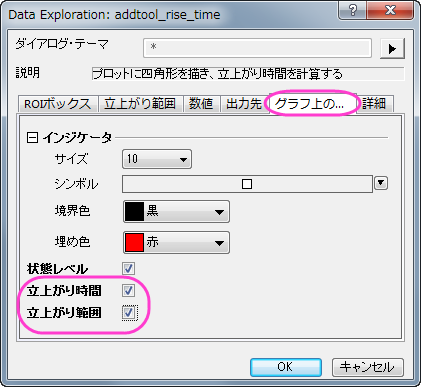 Data Exploration: addtool_rise_time
ダイアログ・テーマ *
説明 プロットに四角形を描き、立上がり時間を計算する
ROIボックス 立上がり範囲 数値 出力先 グラフ上の... 詳細
インジケータ
サイズ 10
シンボル
境界色 黒
埋め色 赤
状態レベル
立上がり時間
立上がり範囲
OK キャンセル